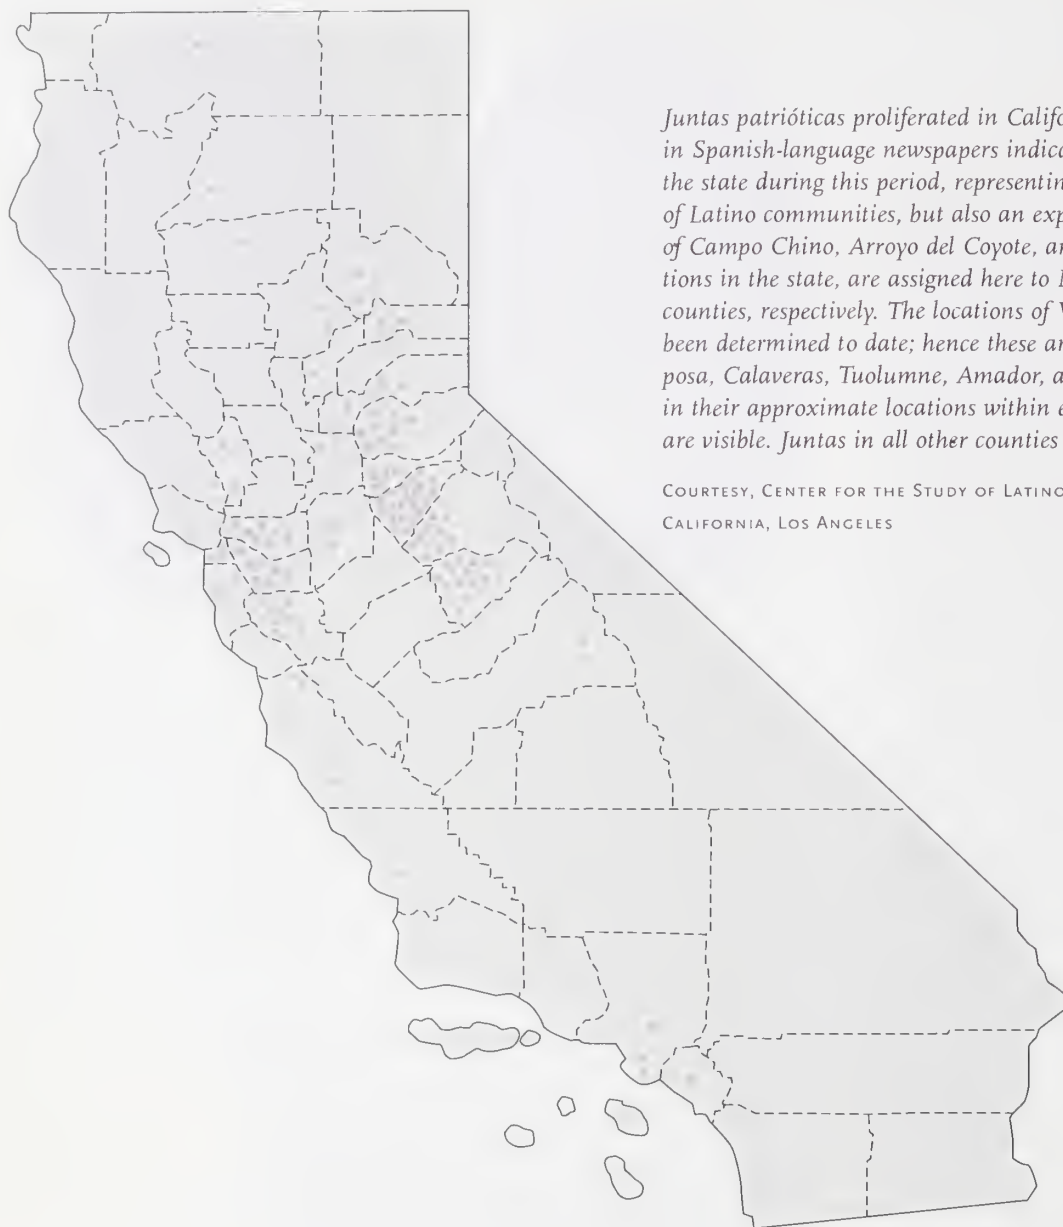 Juntas patrióticas proliferated in Califo
in Spanish-language newspapers indica
the state during this period, representin
of Latino communities, but also an exp
of Campo Chino, Arroyo del Coyote, an
tions in the state, are assigned here to
counties, respectively. The locations of
been determined to date; hence these ar
posa, Calaveras, Tuolumne, Amador, a
in their approximate locations within e
are visible. Juntas in all other counties
COURTESY, CENTER FOR THE STUDY OF LATINO
CALIFORNIA, LOS ANGELES